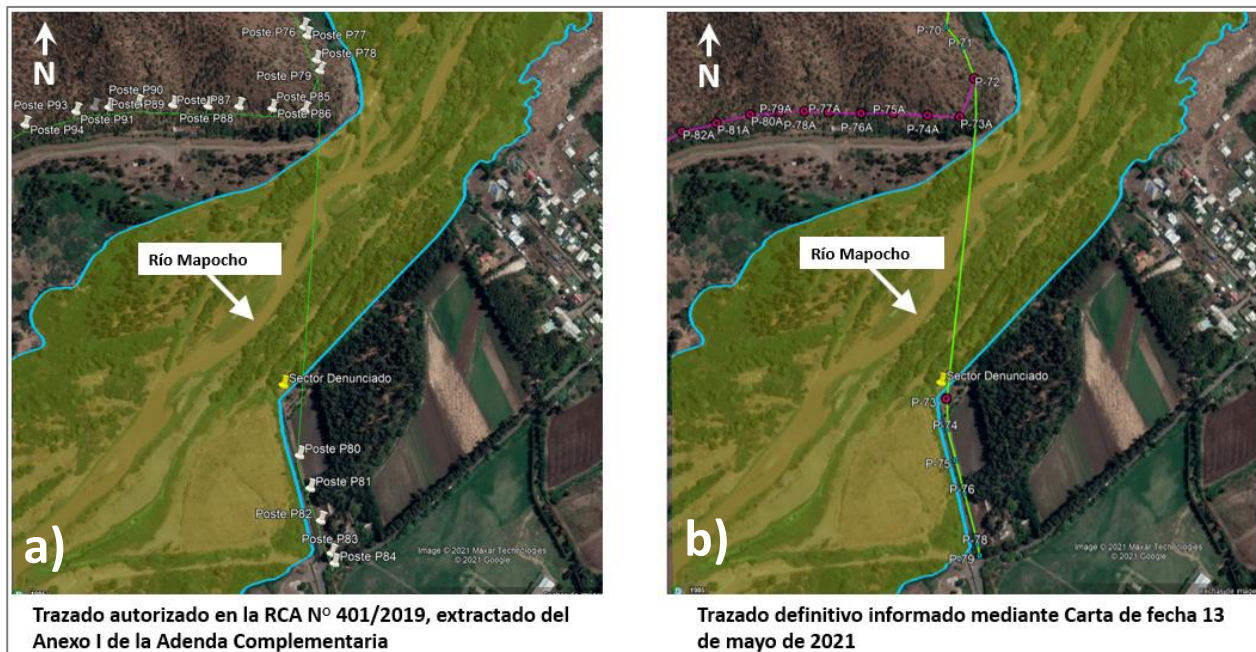 N
Poste P76
Poste P77
Poste P78
Poste P79
Poste P90
Poste P87
Poste P85
Poste P93
Poste P89
Poste P86
Poste P91
Poste P88
Poste P94
Río Mapocho
Sector Denunciado
Poste P80
Poste P81
Poste P82
Poste P83
Poste P84
Image © 2021 Maxar Technologies
© 2021 Google
1985
a)
Trazado autorizado en la RCA Nº 401/2019, extractado del
Anexo I de la Adenda Complementaria
N
P-70
P-71
P-72
P-79A
P-77A
P-75A
P-82A
P-81A
P-80A
P-78A
P-76A
P-74A
P-73A
Río Mapocho
Sector Denunciado
P-73
P-74
P-75
P-76
P-78
P-79
Image © 2021 Maxar Technologies
© 2021 Google
1985
b)
Trazado definitivo informado mediante Carta de fecha 13
de mayo de 2021